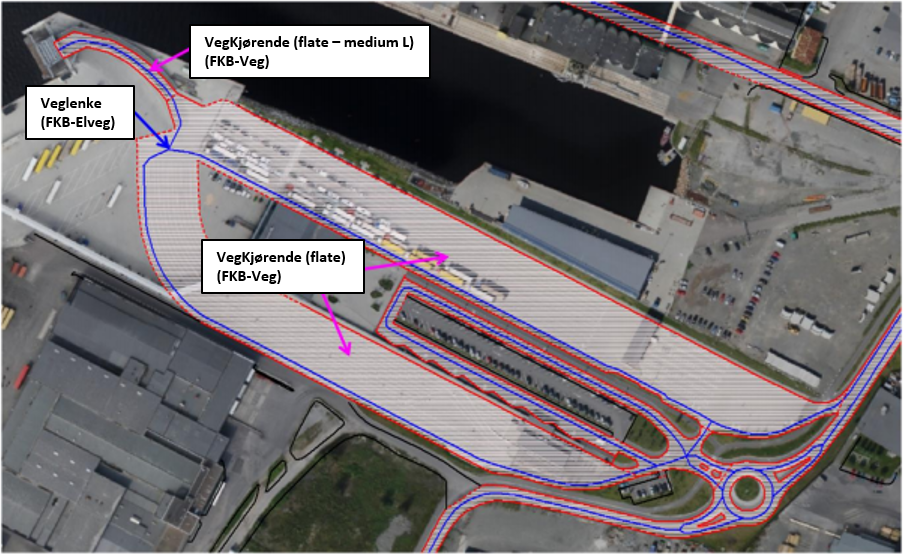 VegKjørende (flate – medium L)
(FKB-Veg)
Veglenke
(FKB-Elveg)
VegKjørende (flate)
(FKB-Veg)